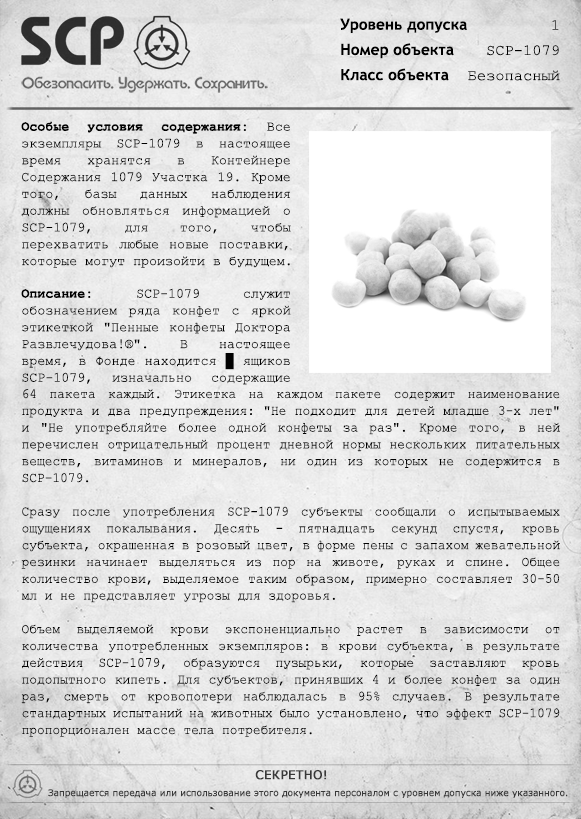 SCP
Обезопасить. Удержать. Сохранить.
Уровень допуска 1
Номер объекта SCP-1079
Класс объекта Безопасный
Особые условия содержания: Все
экземпляры SCP-1079 в настоящее
время хранятся в Контейнере
Содержания 1079 Участка 19. Кроме
того, базы данных наблюдения
должны обновляться информацией о
SCP-1079, для того, чтобы
перехватить любые новые поставки,
которые могут произойти в будущем.
Описание: SCP-1079 служит
обозначением ряда конфет с яркой
этикеткой "Пенные конфеты Доктора
Развлечудова!®". В настоящее
время, в Фонде находится █ ящиков
SCP-1079, изначально содержащие
64 пакета каждый. Этикетка на каждом пакете содержит наименование
продукта и два предупреждения: "Не подходит для детей младше 3-х лет"
и "Не употребляйте более одной конфеты за раз". Кроме того, в ней
перечислен отрицательный процент дневной нормы нескольких питательных
веществ, витаминов и минералов, ни один из которых не содержится в
SCP-1079.
Сразу после употребления SCP-1079 субъекты сообщали о испытываемых
ощущениях покалывания. Десять - пятнадцать секунд спустя, кровь
субъекта, окрашенная в розовый цвет, в форме пены с запахом жевательной
резинки начинает выделяться из пор на животе, руках и спине. Общее
количество крови, выделяемое таким образом, примерно составляет 30-50
мл и не представляет угрозы для здоровья.
Объем выделяемой крови экспоненциально растет в зависимости от
количества употребленных экземпляров: в крови субъекта, в результате
действия SCP-1079, образуются пузырьки, которые заставляют кровь
подопытного кипеть. Для субъектов, принявших 4 и более конфет за один
раз, смерть от кровопотери наблюдалась в 95% случаев. В результате
стандартных испытаний на животных было установлено, что эффект SCP-1079
пропорционален массе тела потребителя.
СЕКРЕТНО!
Запрещается передача или использование этого документа персоналом с уровнем допуска ниже указанного.